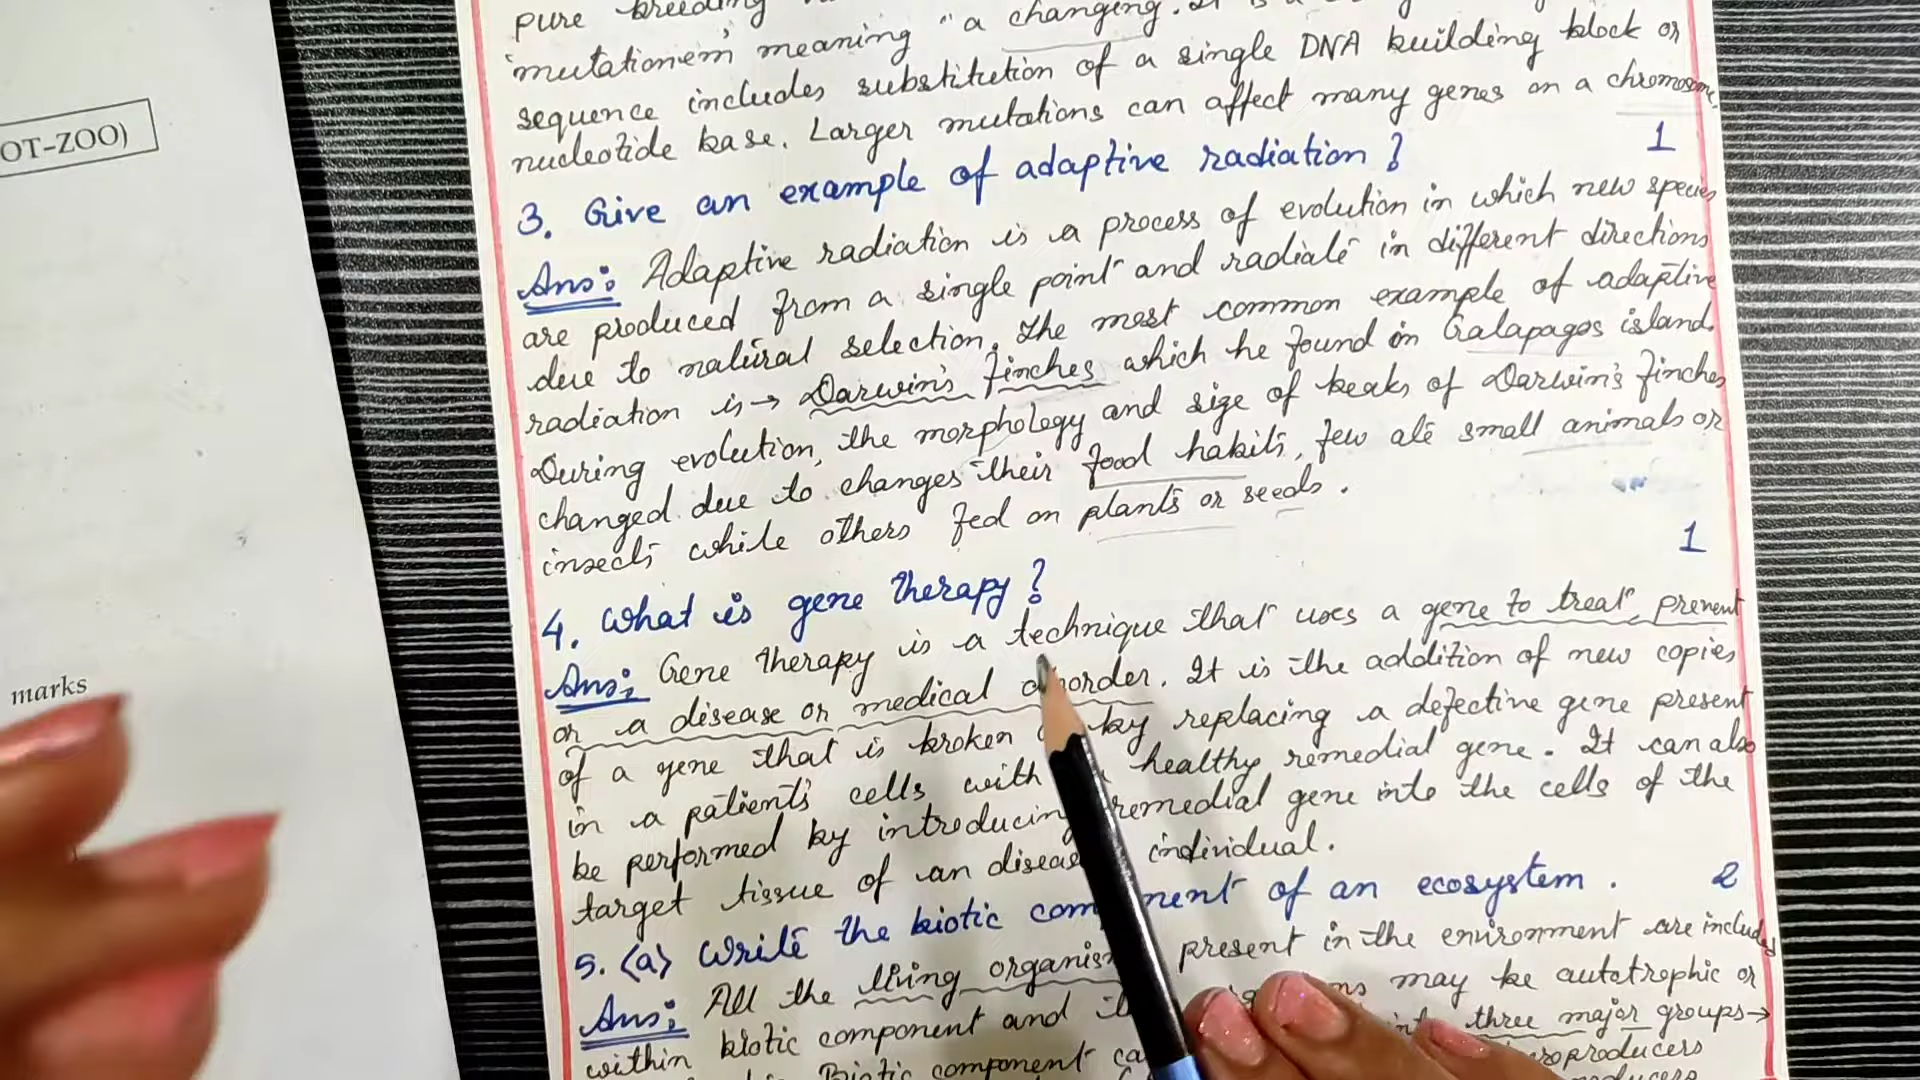 pure breeding
"mutationem" meaning "a changing".
sequence includes substitution of a single DNA building block or
nucleotide base. Larger mutations can affect many genes on a chromosome.
OT-ZOO)
3. Give an example of adaptive radiation? 1
Ans: Adaptive radiation is a process of evolution in which new species
are produced from a single point and radiate in different directions
due to natural selection. The most common example of adaptive
radiation is → Darwin's finches which he found in Galapagos island.
During evolution, the morphology and size of beaks of Darwin's finches
changed due to changes their food habits, few ate small animals or
insects while others fed on plants or seeds.
4. What is gene therapy? 1
Ans: Gene therapy is a technique that uses a gene to treat, prevent
or a disease or medical disorder. It is the addition of new copies
of a gene that is broken by replacing a defective gene present
in a patient's cells with healthy remedial gene. It can also
be performed by introducing remedial gene into the cells of the
target tissue of an individual.
marks
5. (a) Write the biotic component of an ecosystem. 2
Ans: All the living present in the environment are included
within biotic component and may be autotrophic or
Biotic component three major groups→